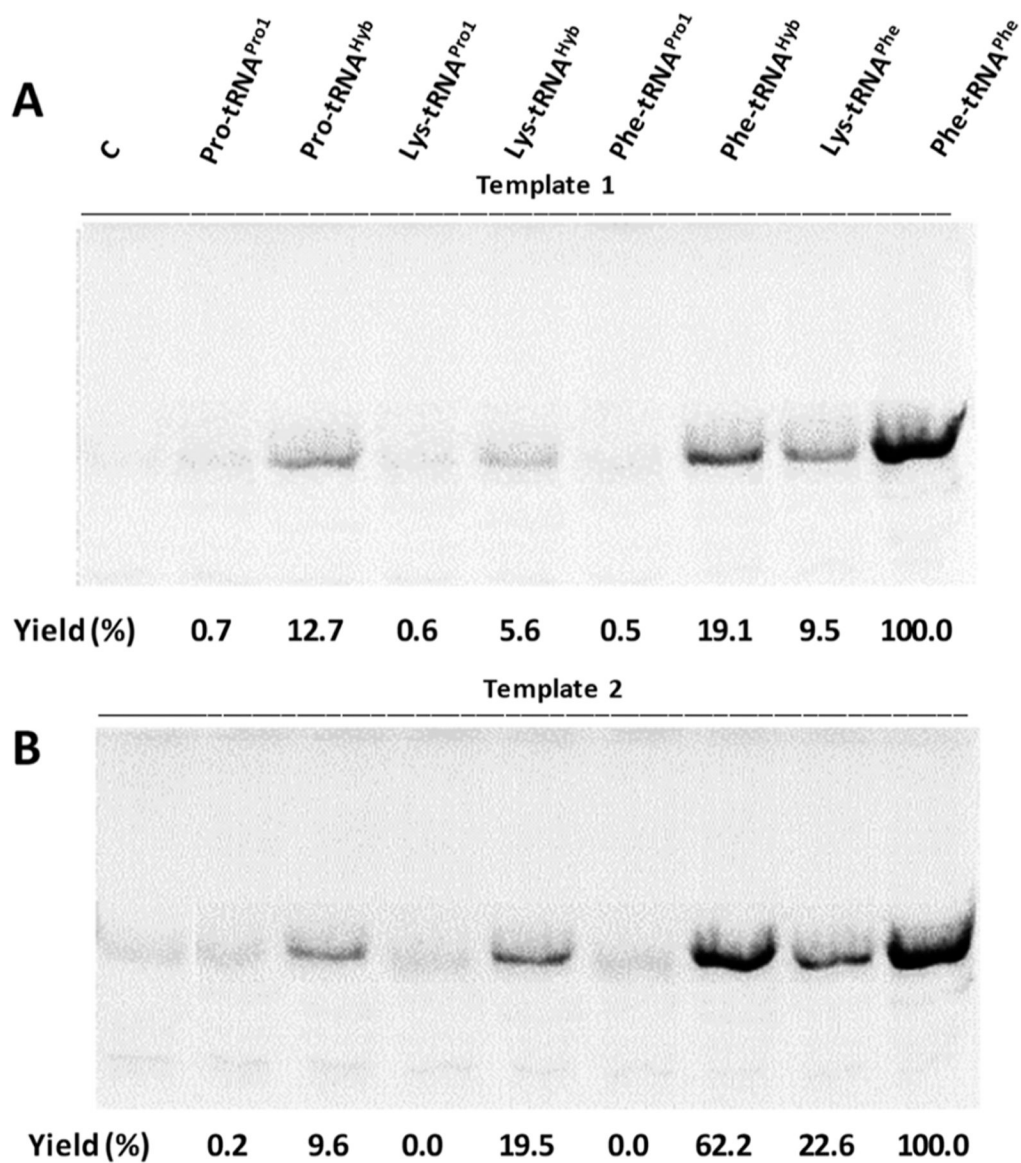 A
C Pro-tRNAᴾʳᵒ¹ Pro-tRNAᴴʸᵇ Lys-tRNAᴾʳᵒ¹ Lys-tRNAᴴʸᵇ Phe-tRNAᴾʳᵒ¹ Phe-tRNAᴴʸᵇ Lys-tRNAᴾʰᵉ Phe-tRNAᴾʰᵉ
Template 1
Yield (%) 0.7 12.7 0.6 5.6 0.5 19.1 9.5 100.0
Template 2
B
Yield (%) 0.2 9.6 0.0 19.5 0.0 62.2 22.6 100.0